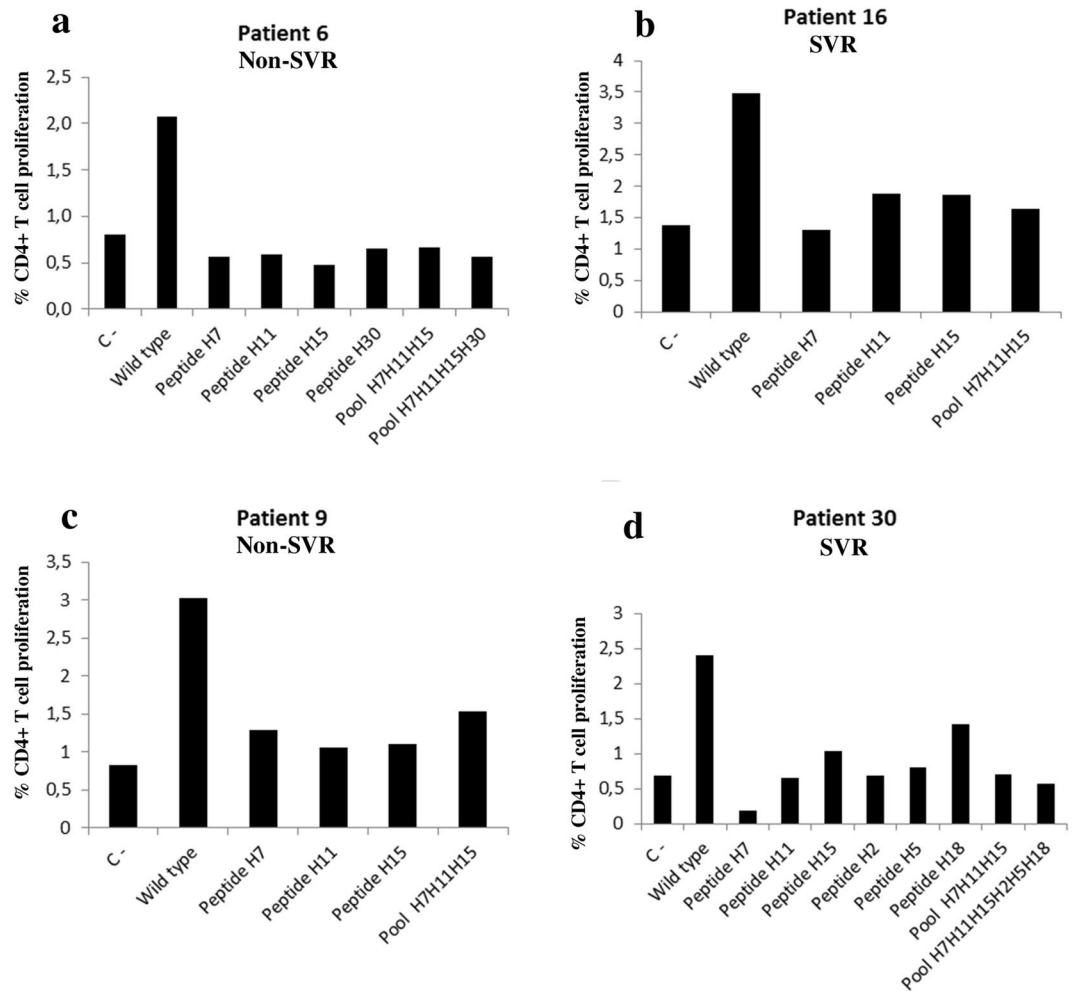 a
Patient 6
Non-SVR
% CD4+ T cell proliferation
2,5
2,0
1,5
1,0
0,5
0,0
C -
Wild type
Peptide H7
Peptide H11
Peptide H15
Peptide H30
Pool H7H11H15
Pool H7H11H15H30
b
Patient 16
SVR
% CD4+ T cell proliferation
4
3,5
3
2,5
2
1,5
1
0,5
0
C -
Wild type
Peptide H7
Peptide H11
Peptide H15
Pool H7H11H15
c
Patient 9
Non-SVR
% CD4+ T cell proliferation
3,5
3
2,5
2
1,5
1
0,5
0
C -
Wild type
Peptide H7
Peptide H11
Peptide H15
Pool H7H11H15
d
Patient 30
SVR
% CD4+ T cell proliferation
3
2,5
2
1,5
1
0,5
0
C -
Wild type
Peptide H7
Peptide H11
Peptide H15
Peptide H2
Peptide H5
Peptide H18
Pool H7H11H15
Pool H7H11H15H2H5H18